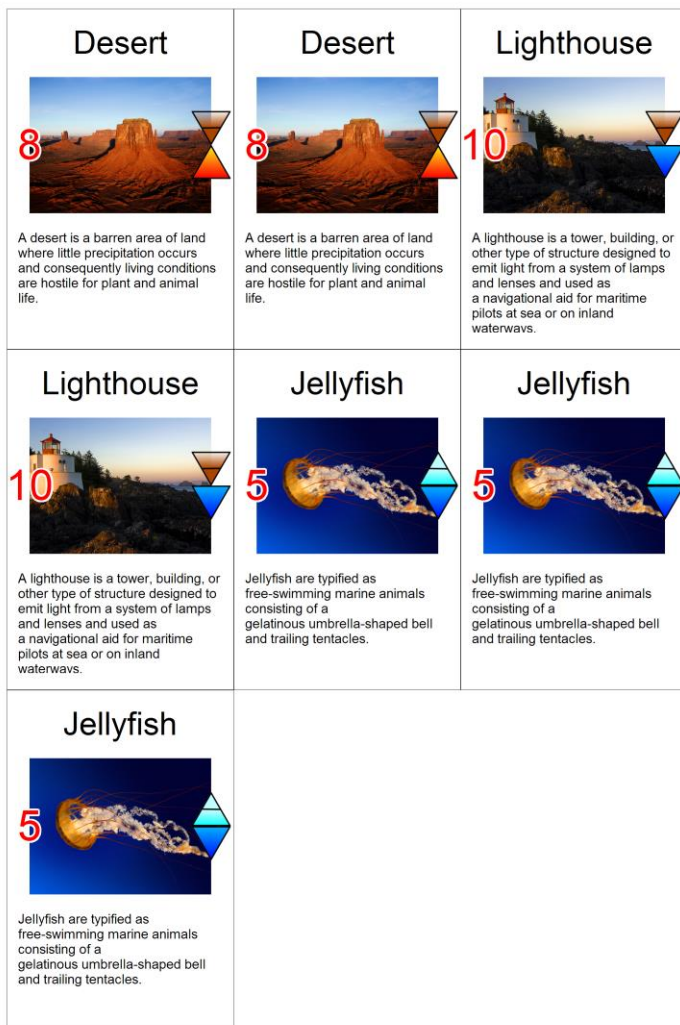 Desert
8
A desert is a barren area of land
where little precipitation occurs
and consequently living conditions
are hostile for plant and animal
life.
Desert
8
A desert is a barren area of land
where little precipitation occurs
and consequently living conditions
are hostile for plant and animal
life.
Lighthouse
10
A lighthouse is a tower, building, or
other type of structure designed to
emit light from a system of lamps
and lenses and used as
a navigational aid for maritime
pilots at sea or on inland
waterways.
Lighthouse
10
A lighthouse is a tower, building, or
other type of structure designed to
emit light from a system of lamps
and lenses and used as
a navigational aid for maritime
pilots at sea or on inland
waterways.
Jellyfish
5
Jellyfish are typified as
free-swimming marine animals
consisting of a
gelatinous umbrella-shaped bell
and trailing tentacles.
Jellyfish
5
Jellyfish are typified as
free-swimming marine animals
consisting of a
gelatinous umbrella-shaped bell
and trailing tentacles.
Jellyfish
5
Jellyfish are typified as
free-swimming marine animals
consisting of a
gelatinous umbrella-shaped bell
and trailing tentacles.